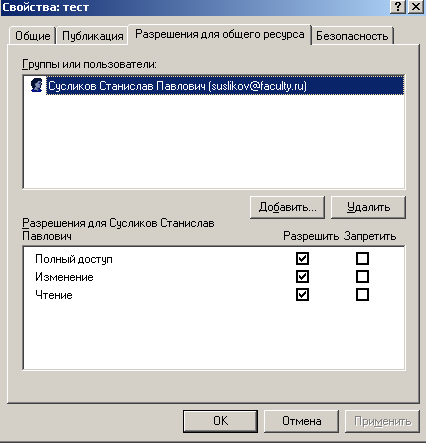 Свойства: тест
Общие Публикация Разрешения для общего ресурса Безопасность
Группы или пользователи:
Сусликов Станислав Павлович (suslikov@faculty.ru)
Добавить... Удалить
Разрешения для Сусликов Станислав
Павлович Разрешить Запретить
Полный доступ
Изменение
Чтение
OK Отмена Применить